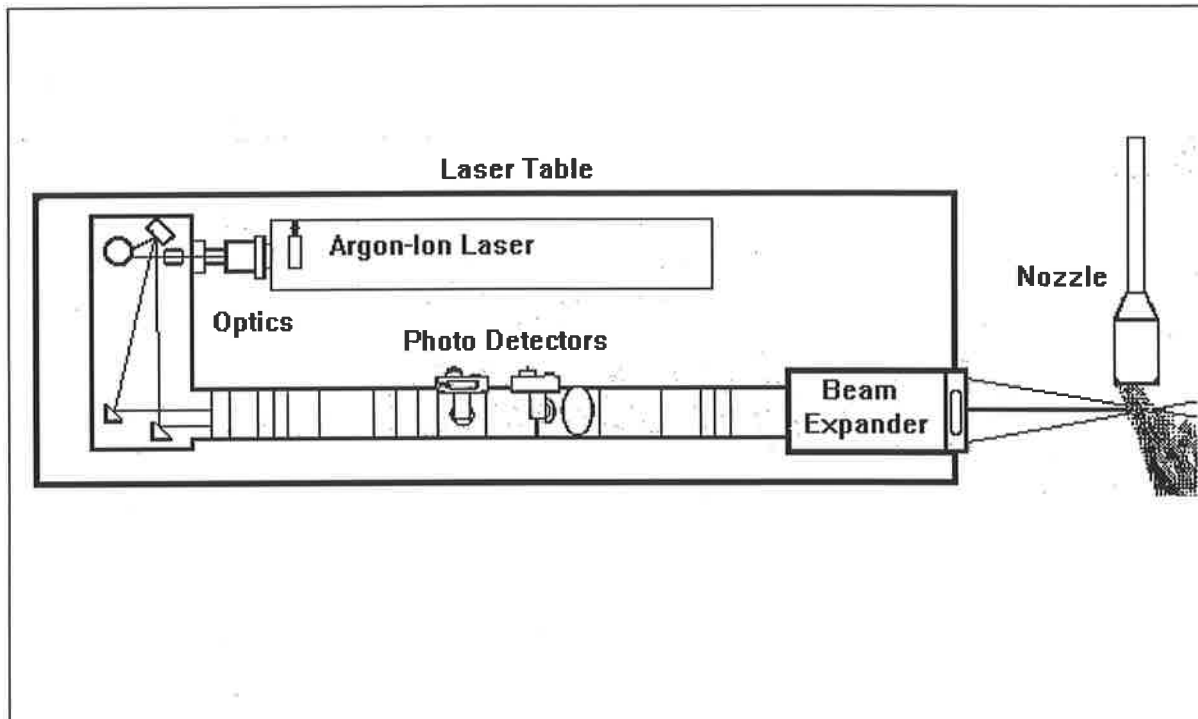 Laser Table
Argon-Ion Laser
Nozzle
Optics
Photo Detectors
Beam
Expander